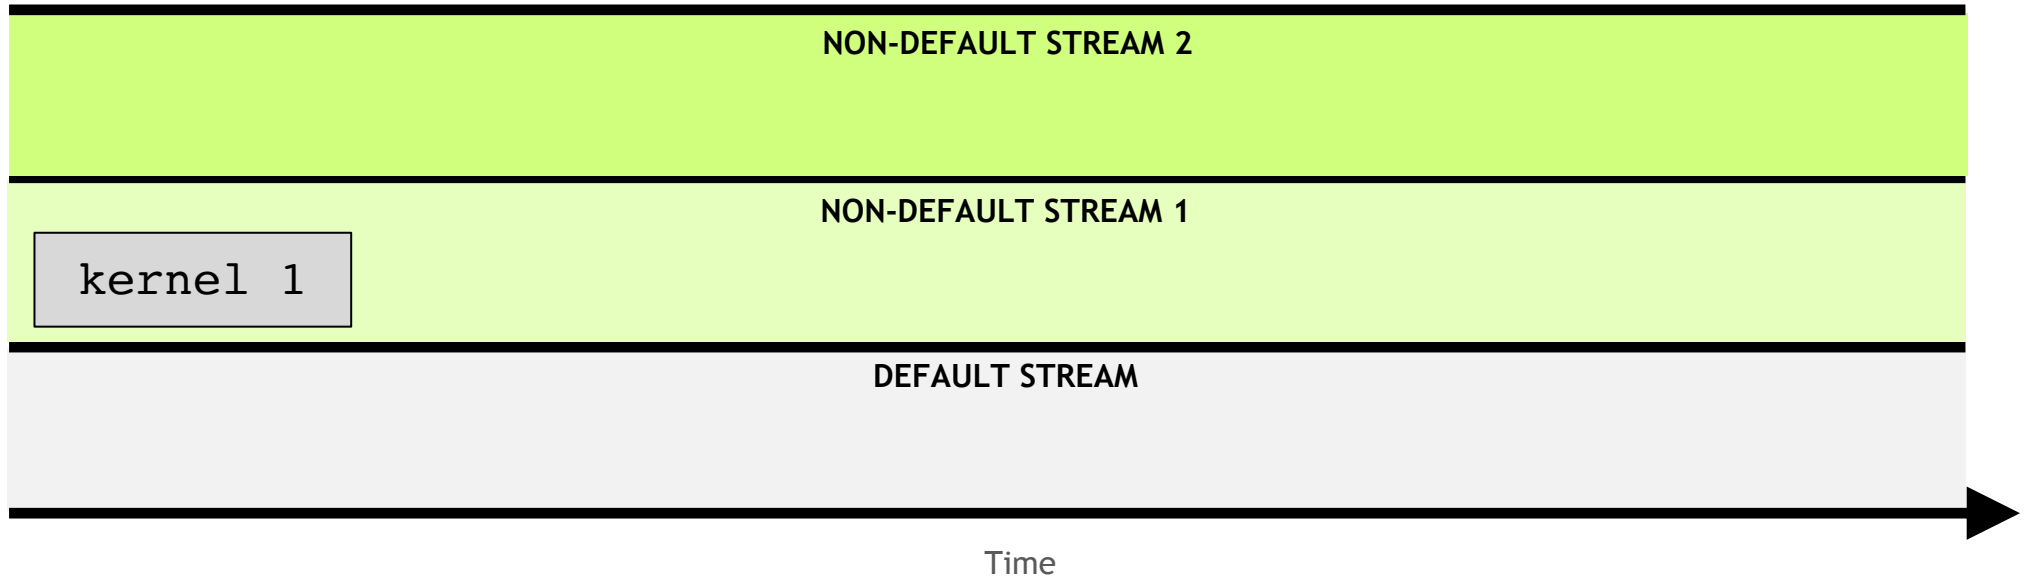 NON-DEFAULT STREAM 2
NON-DEFAULT STREAM 1
kernel 1
DEFAULT STREAM
Time